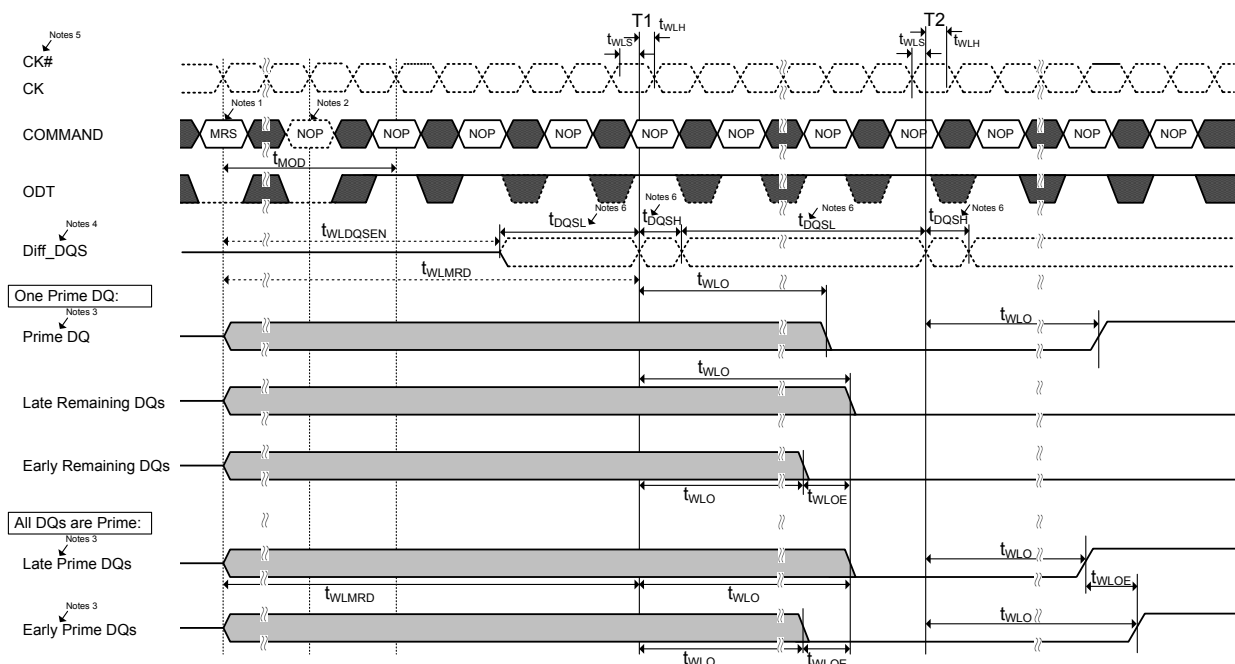 T1 T2
tWLS tWLH tWLS tWLH
Notes 5
CK#
CK
Notes 1 Notes 2
COMMAND MRS NOP NOP NOP NOP NOP NOP NOP NOP NOP NOP NOP
tMOD
ODT
Notes 4
Diff_DQS
tWLDQSEN
tDQSL Notes 6
tDQSH Notes 6
tDQSL Notes 6
tDQSH Notes 6
tWLMRD
tWLO
One Prime DQ:
Notes 3
Prime DQ
tWLO
tWLO
Late Remaining DQs
Early Remaining DQs
tWLO tWLOE
All DQs are Prime:
Notes 3
Late Prime DQs
tWLO
tWLMRD tWLO tWLOE
Notes 3
Early Prime DQs
tWLO
tWLO tWLOE